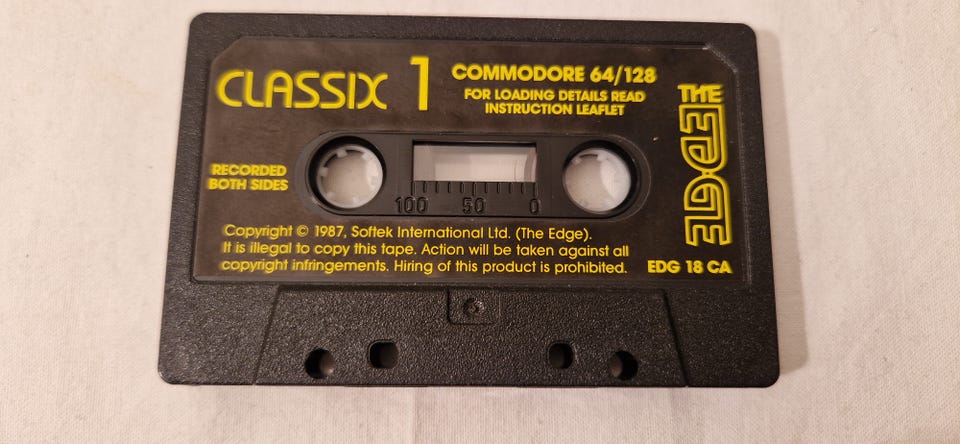 CLASSIX 1
COMMODORE 64/128
FOR LOADING DETAILS READ
INSTRUCTION LEAFLET
THE EDGE
RECORDED
BOTH SIDES
100 50 0
Copyright © 1987, Softek International Ltd. (The Edge).
It is illegal to copy this tape. Action will be taken against all
copyright infringements. Hiring of this product is prohibited.
EDG 18 CA